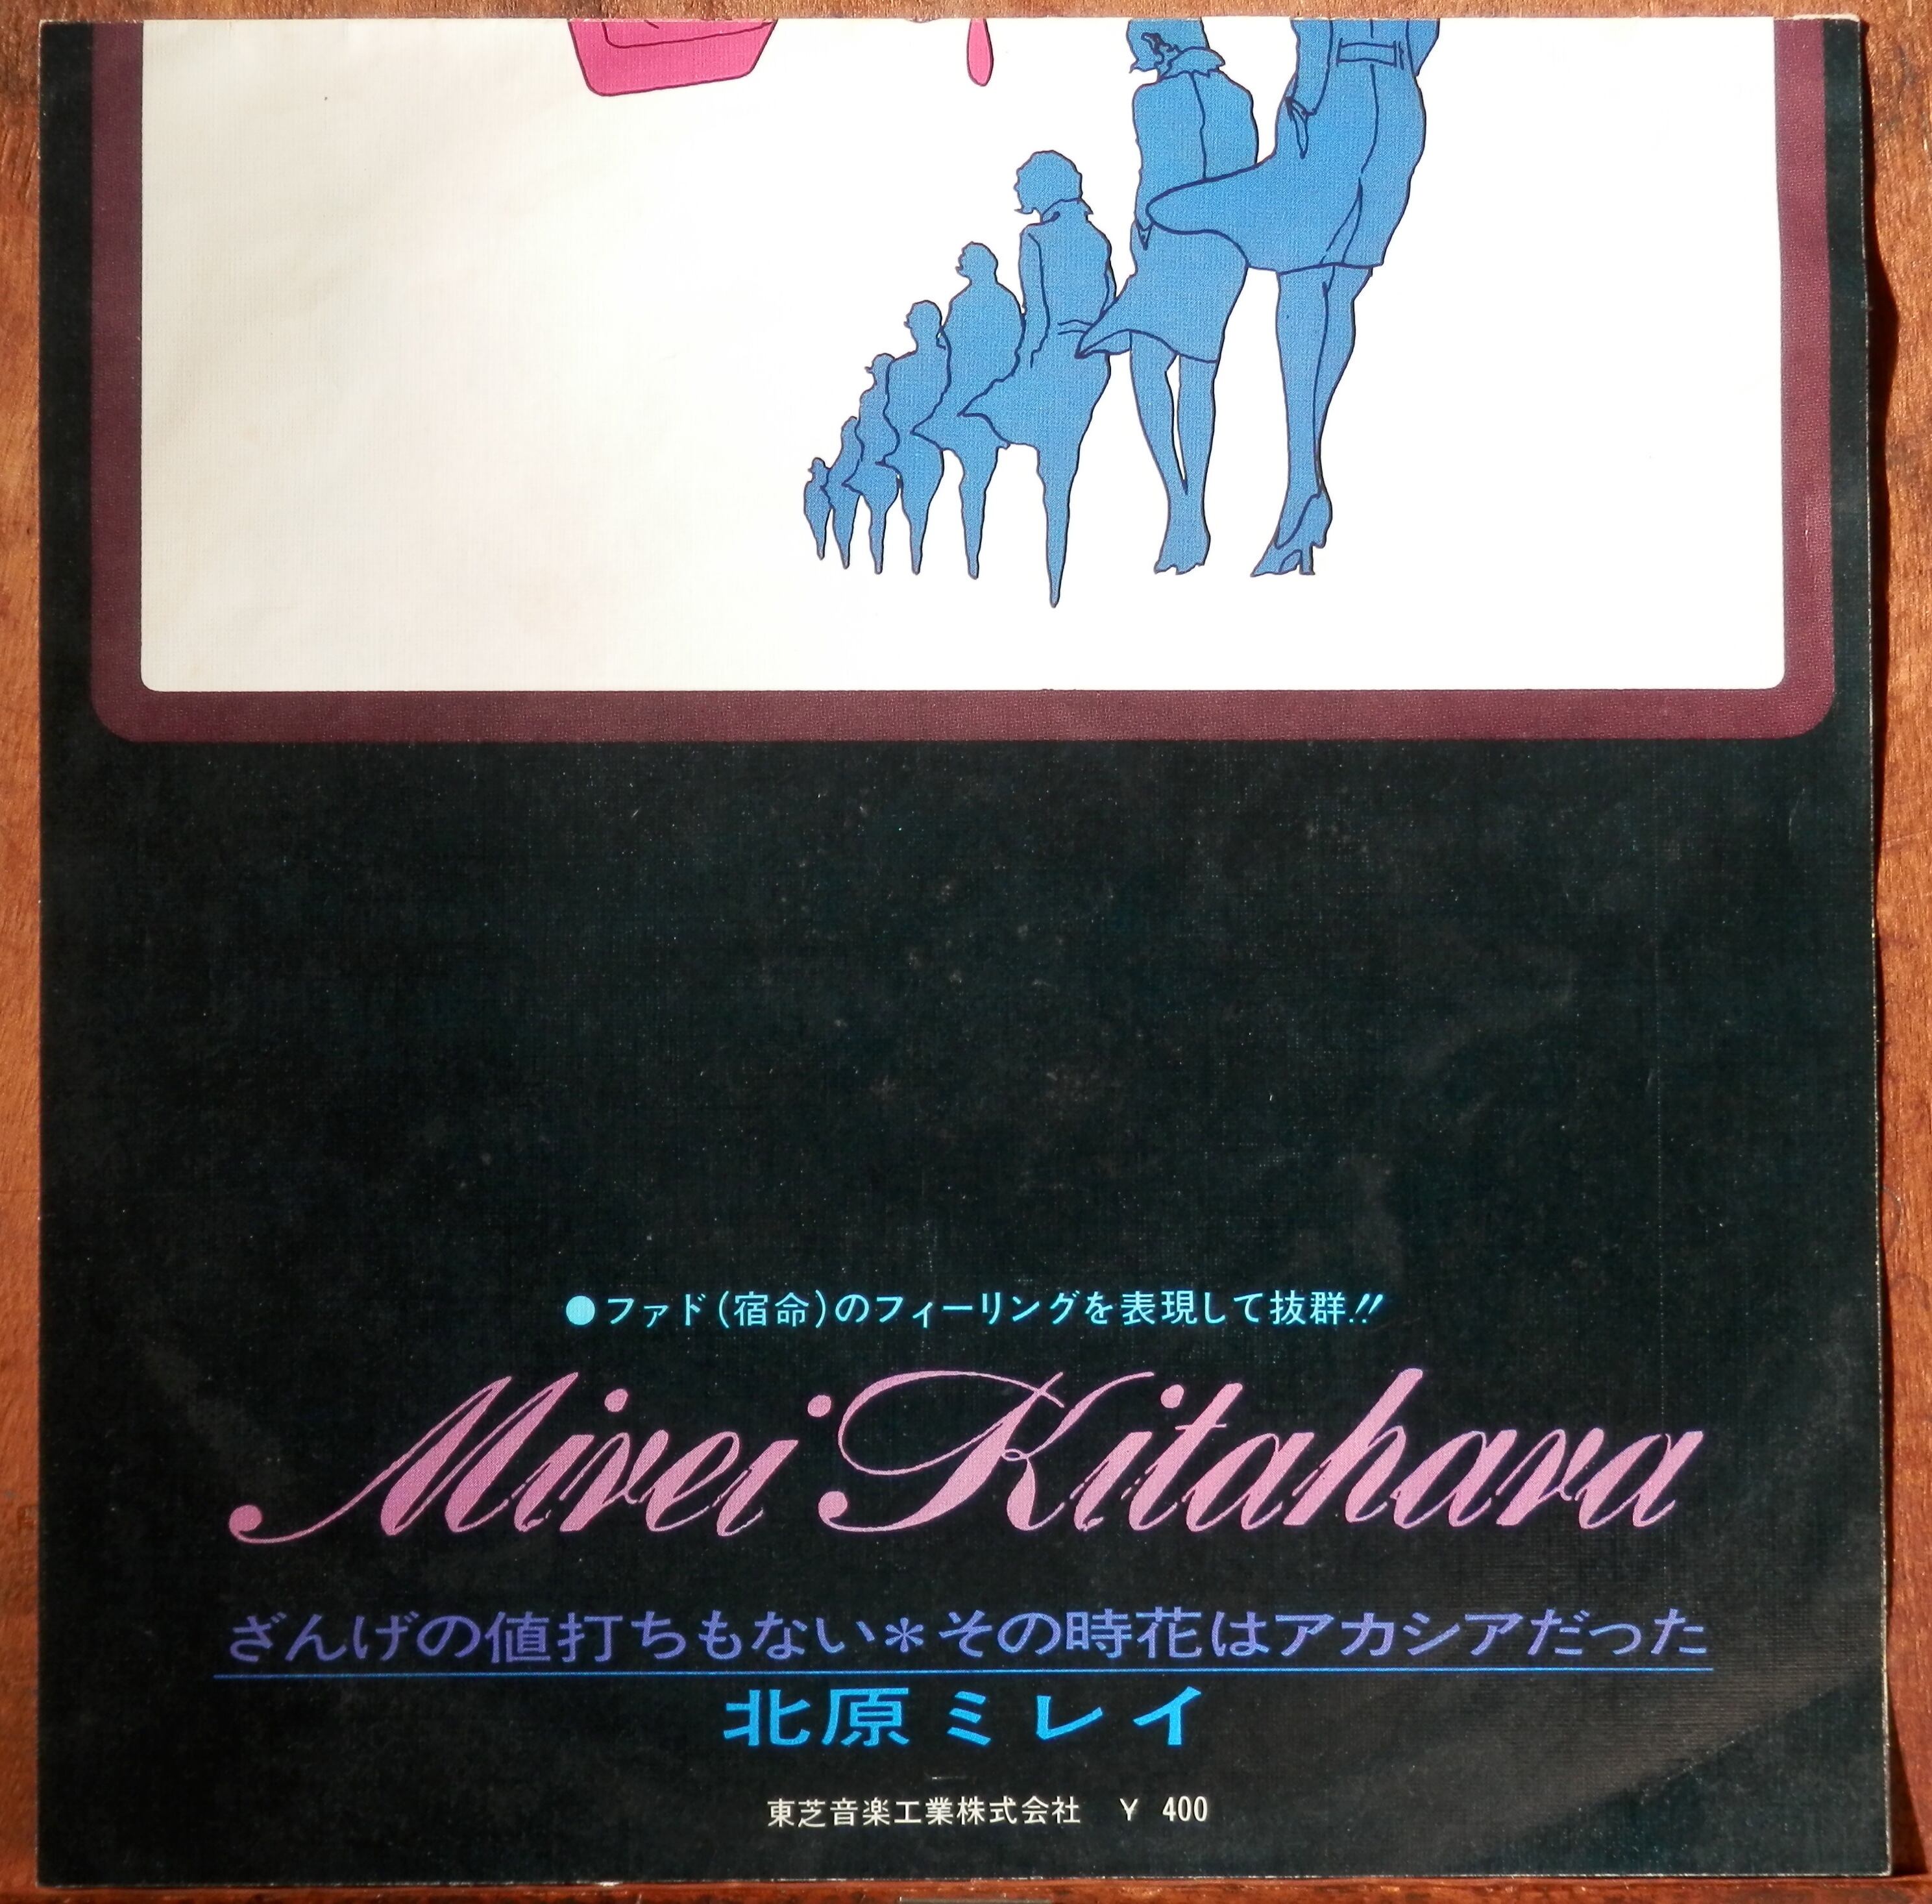 ●ファド(宿命)のフィーリングを表現して抜群!!
Mirei Kitahara
ざんげの値打ちもない*その時花はアカシアだった
北原ミレイ
東芝音楽工業株式会社 ¥ 400